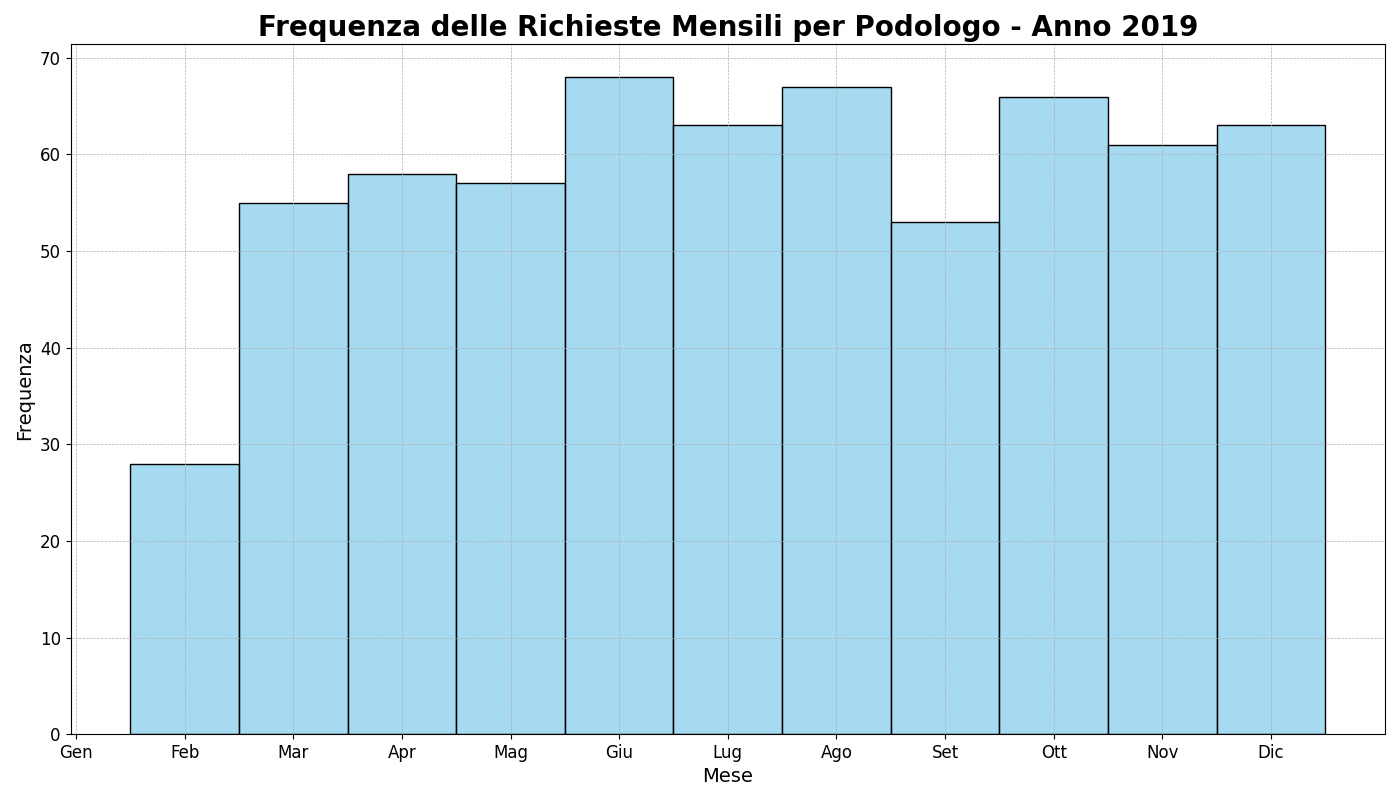 Frequenza delle Richieste Mensili per Podologo - Anno 2019
Frequenza
70
60
50
40
30
20
10
0
Gen Feb Mar Apr Mag Giu Lug Ago Set Ott Nov Dic
Mese